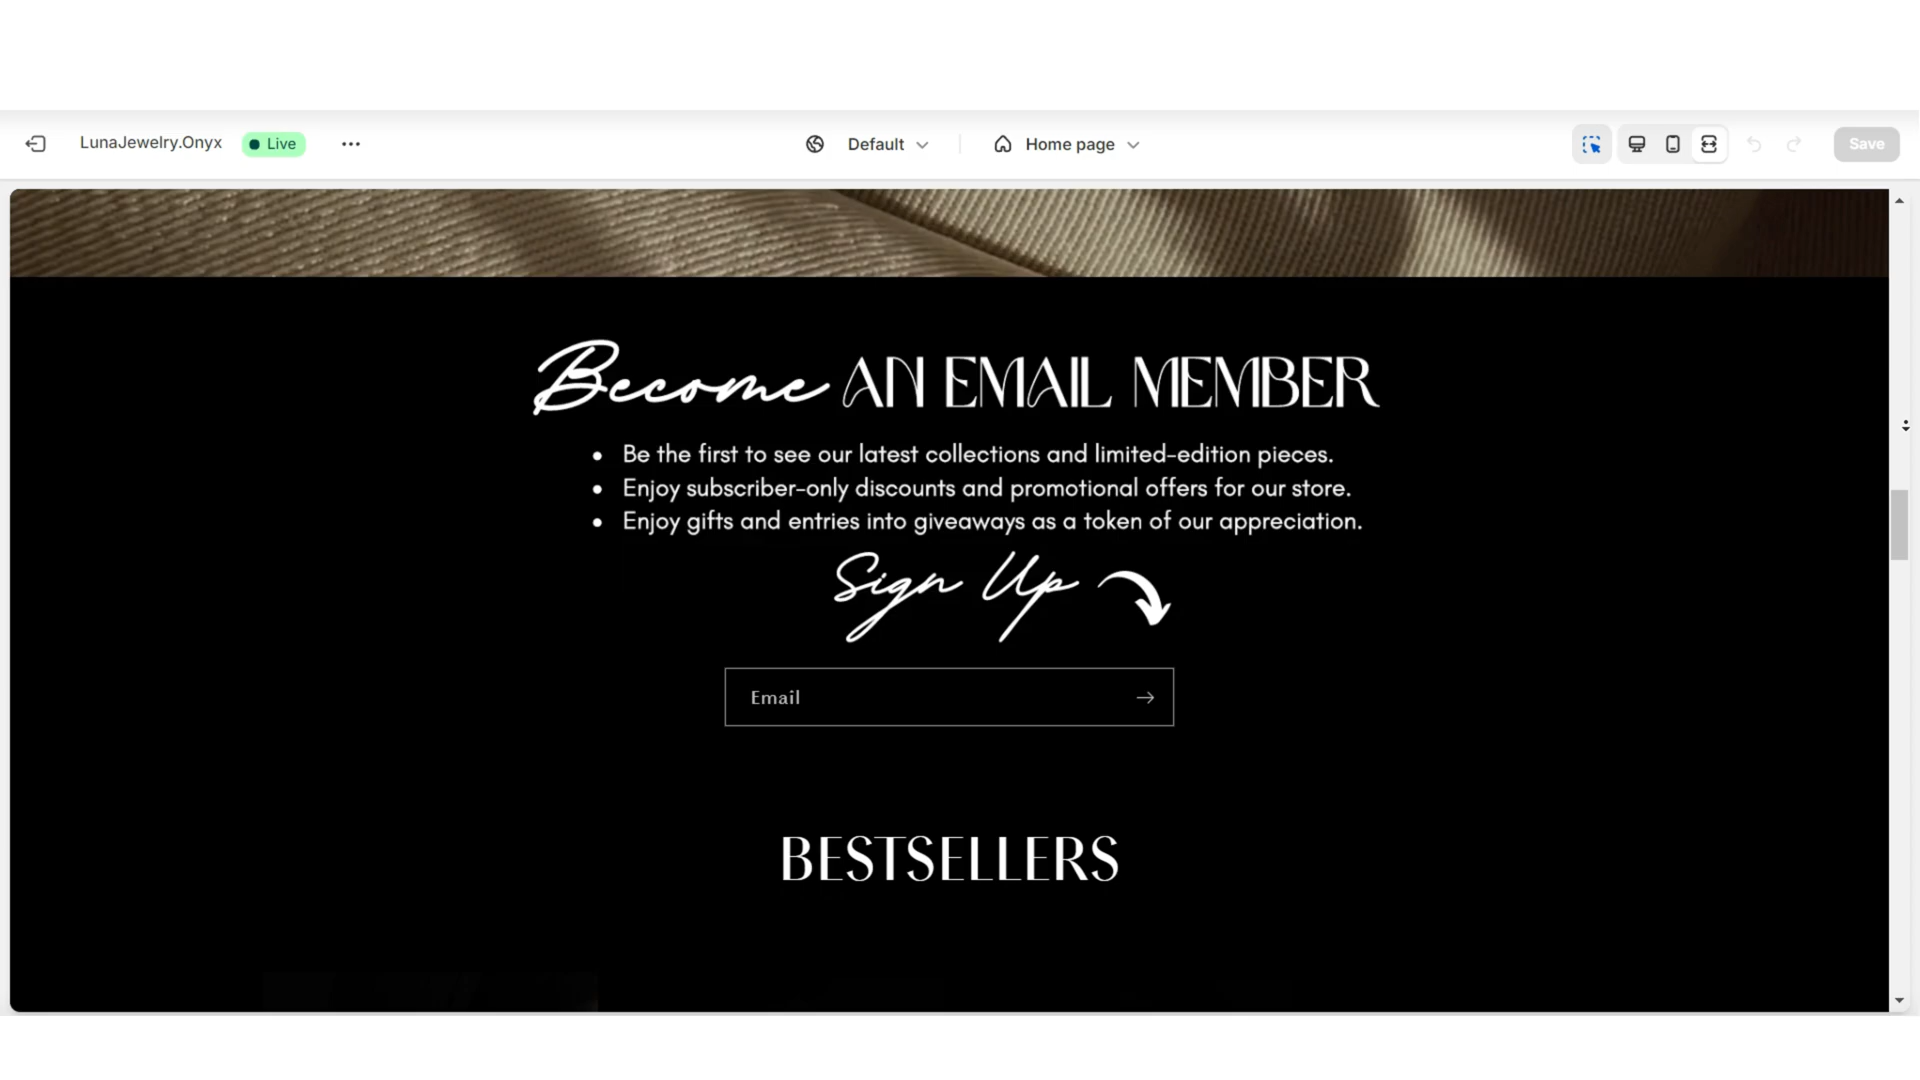 LunaJewelry.Onyx Live Default Home page Save
Become AN EMAIL MEMBER
• Be the first to see our latest collections and limited-edition pieces.
• Enjoy subscriber-only discounts and promotional offers for our store.
• Enjoy gifts and entries into giveaways as a token of our appreciation.
Sign Up
Email
BESTSELLERS